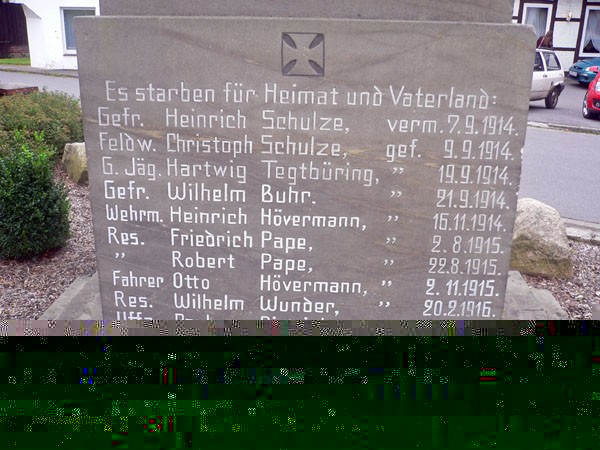 Es starben für Heimat und Vaterland:
Gefr. Heinrich Schulze, verm. 7.9.1914.
Feldw. Christoph Schulze, gef. 9.9.1914.
G. Jäg. Hartwig Tegtbüring, " 19.9.1914.
Gefr. Wilhelm Buhr. " 21.9.1914.
Wehrm. Heinrich Hövermann, " 16.11.1914.
Res. Friedrich Pape, " 2.8.1915.
" Robert Pape, " 22.8.1915.
Fahrer Otto Hövermann, " 2.11.1915.
Res. Wilhelm Wunder, " 20.2.1916.